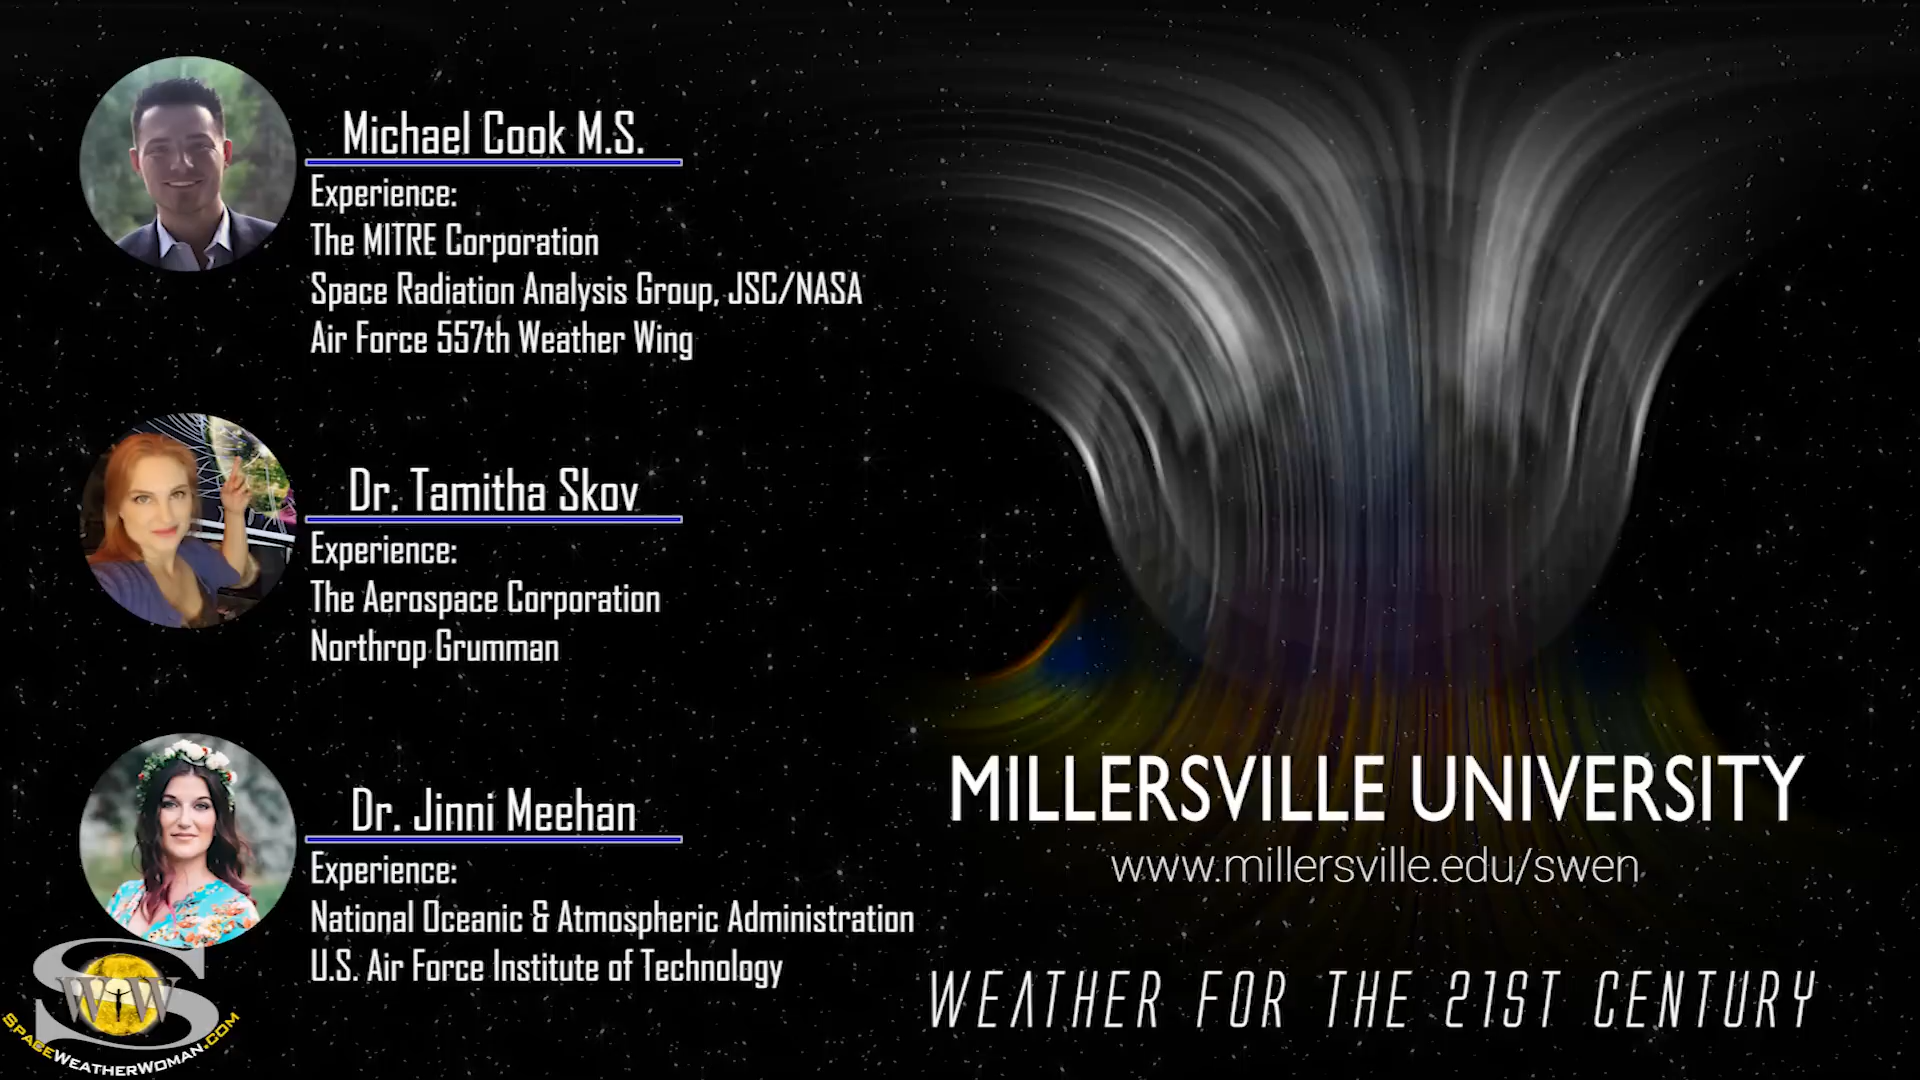 Michael Cook M.S.
Experience:
The MITRE Corporation
Space Radiation Analysis Group, JSC/NASA
Air Force 557th Weather Wing
Dr. Tamitha Skov
Experience:
The Aerospace Corporation
Northrop Grumman
Dr. Jinni Meehan
Experience:
National Oceanic & Atmospheric Administration
U.S. Air Force Institute of Technology
MILLERSVILLE UNIVERSITY
www.millersville.edu/swen
WEATHER FOR THE 21ST CENTURY
SWW
SPACEWEATHERWOMAN.COM